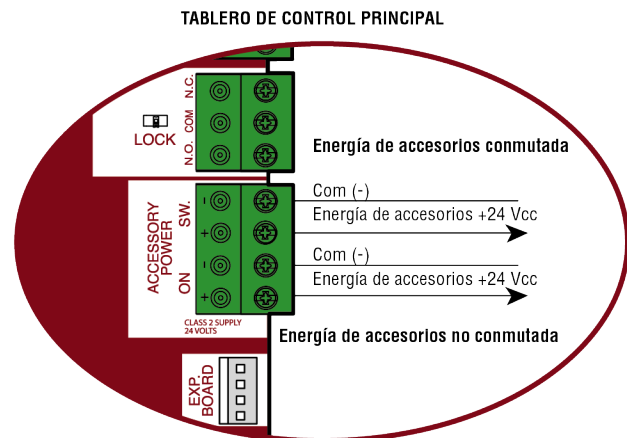 TABLERO DE CONTROL PRINCIPAL
N.C.
COM
N.O.
LOCK
Energía de accesorios conmutada
ACCESSORY
POWER
SW.
-
+
ON
-
+
Com (-)
Energía de accesorios +24 Vcc
Com (-)
Energía de accesorios +24 Vcc
CLASS 2 SUPPLY
24 VOLTS
Energía de accesorios no conmutada
EXP.
BOARD